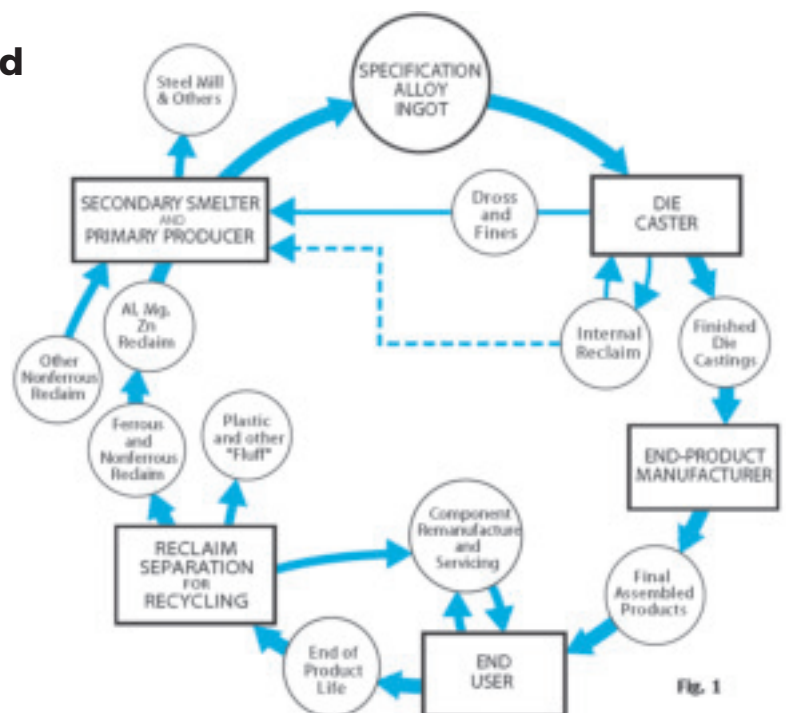 d
Steel Mill
& Others
SPECIFICATION
ALLOY
INGOT
SECONDARY SMELTER
AND
PRIMARY PRODUCER
Dross
and
Fines
DIE
CASTER
Al, Mg,
Zn
Reclaim
Internal
Reclaim
Finished
Die
Castings
Other
Nonferrous
Reclaim
Ferrous
and
Nonferrous
Reclaim
Plastic
and other
"Fluff"
END-PRODUCT
MANUFACTURER
Component
Remanufacture
and
Servicing
RECLAIM
SEPARATION
FOR
RECYCLING
Final
Assembled
Products
End of
Product
Life
END
USER
Fig. 1